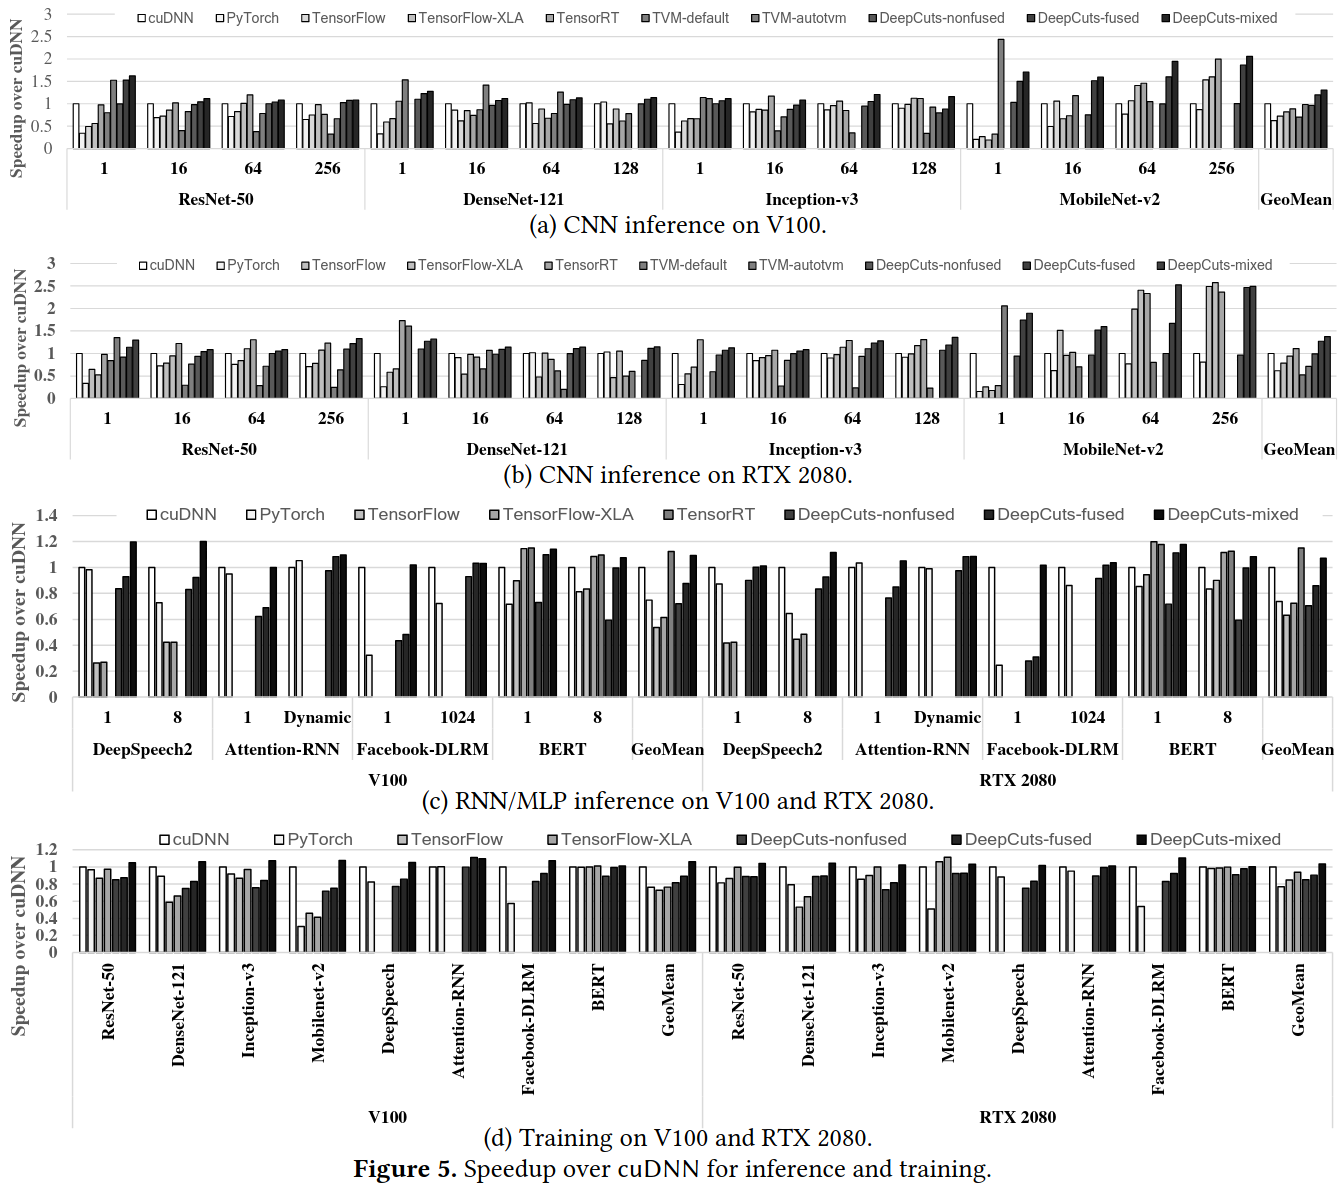 Speedup over cuDNN
3
2.5
2
1.5
1
0.5
0
cuDNN PyTorch TensorFlow TensorFlow-XLA TensorRT TVM-default TVM-autotvm DeepCuts-nonfused DeepCuts-fused DeepCuts-mixed
1 16 64 256 1 16 64 128 1 16 64 128 1 16 64 256
ResNet-50 DenseNet-121 Inception-v3 MobileNet-v2 GeoMean
(a) CNN inference on V100.
Speedup over cuDNN
3
2.5
2
1.5
1
0.5
0
cuDNN PyTorch TensorFlow TensorFlow-XLA TensorRT TVM-default TVM-autotvm DeepCuts-nonfused DeepCuts-fused DeepCuts-mixed
1 16 64 256 1 16 64 128 1 16 64 128 1 16 64 256
ResNet-50 DenseNet-121 Inception-v3 MobileNet-v2 GeoMean
(b) CNN inference on RTX 2080.
Speedup over cuDNN
1.4
1.2
1
0.8
0.6
0.4
0.2
0
cuDNN PyTorch TensorFlow TensorFlow-XLA TensorRT DeepCuts-nonfused DeepCuts-fused DeepCuts-mixed
1 8 1 Dynamic 1 1024 1 8 1 8 1 Dynamic 1 1024 1 8
DeepSpeech2 Attention-RNN Facebook-DLRM BERT GeoMean DeepSpeech2 Attention-RNN Facebook-DLRM BERT GeoMean
V100 RTX 2080
(c) RNN/MLP inference on V100 and RTX 2080.
Speedup over cuDNN
1.2
1
0.8
0.6
0.4
0.2
0
cuDNN PyTorch TensorFlow TensorFlow-XLA DeepCuts-nonfused DeepCuts-fused DeepCuts-mixed
ResNet-50
DenseNet-121
Inception-v3
Mobilenet-v2
DeepSpeech
Attention-RNN
Facebook-DLRM
BERT
GeoMean
ResNet-50
DenseNet-121
Inception-v3
Mobilenet-v2
DeepSpeech
Attention-RNN
Facebook-DLRM
BERT
GeoMean
V100 RTX 2080
(d) Training on V100 and RTX 2080.
Figure 5. Speedup over cuDNN for inference and training.